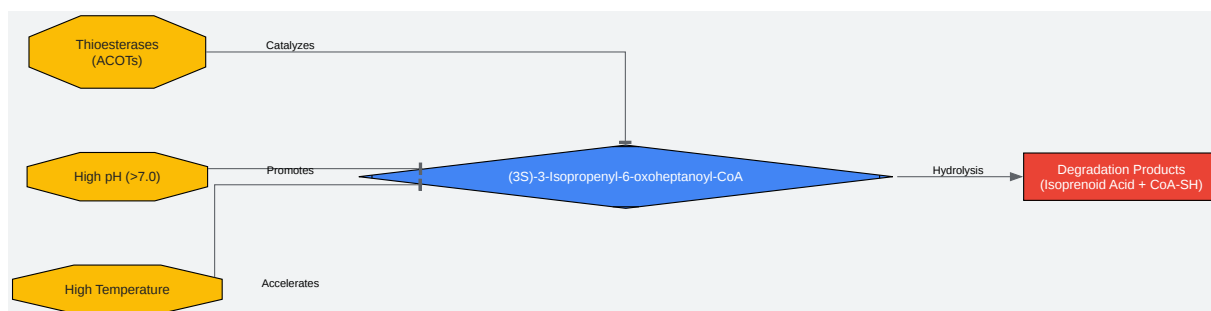 Thioesterases
(ACOTs)
Catalyzes
High pH (>7.0)
Promotes
(3S)-3-Isopropenyl-6-oxoheptanoyl-CoA
Hydrolysis
Degradation Products
(Isoprenoid Acid + CoA-SH)
High Temperature
Accelerates